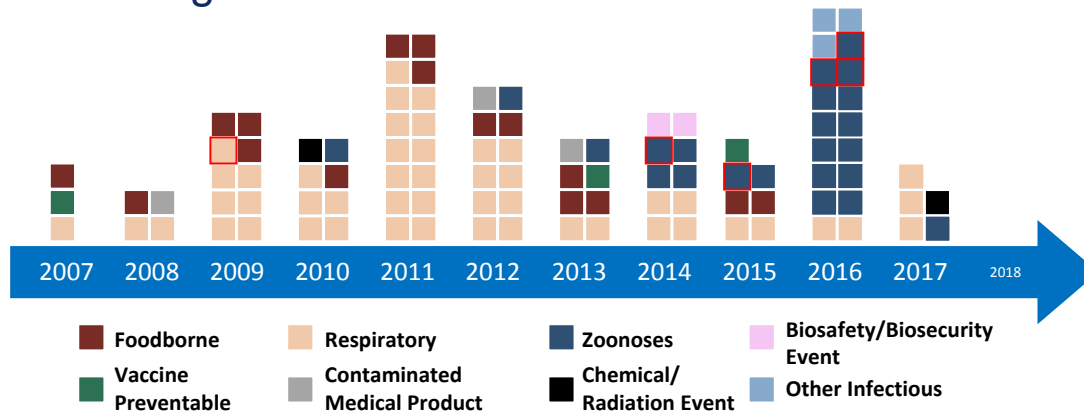 2007 2008 2009 2010 2011 2012 2013 2014 2015 2016 2017 2018
Foodborne
Respiratory
Zoonoses
Biosafety/Biosecurity
Event
Vaccine
Preventable
Contaminated
Medical Product
Chemical/
Radiation Event
Other Infectious